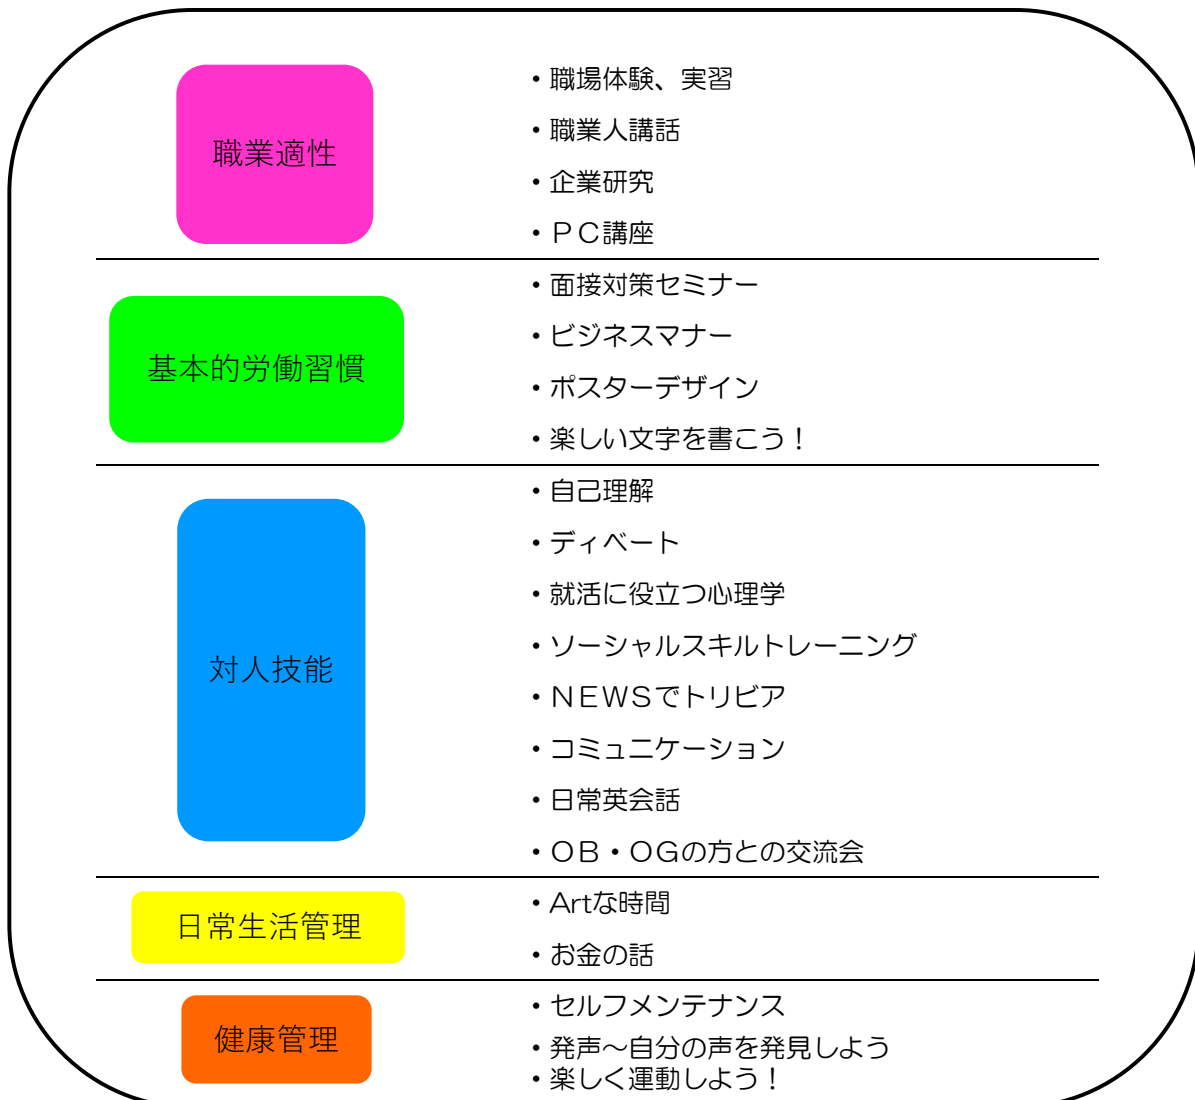 職業適性
・職場体験、実習
・職業人講話
・企業研究
・ＰＣ講座
基本的労働習慣
・面接対策セミナー
・ビジネスマナー
・ポスターデザイン
・楽しい文字を書こう！
対人技能
・自己理解
・ディベート
・就活に役立つ心理学
・ソーシャルスキルトレーニング
・ＮＥＷＳでトリビア
・コミュニケーション
・日常英会話
・ＯＢ・ＯＧの方との交流会
日常生活管理
・Artな時間
・お金の話
健康管理
・セルフメンテナンス
・発声～自分の声を発見しよう
・楽しく運動しよう！